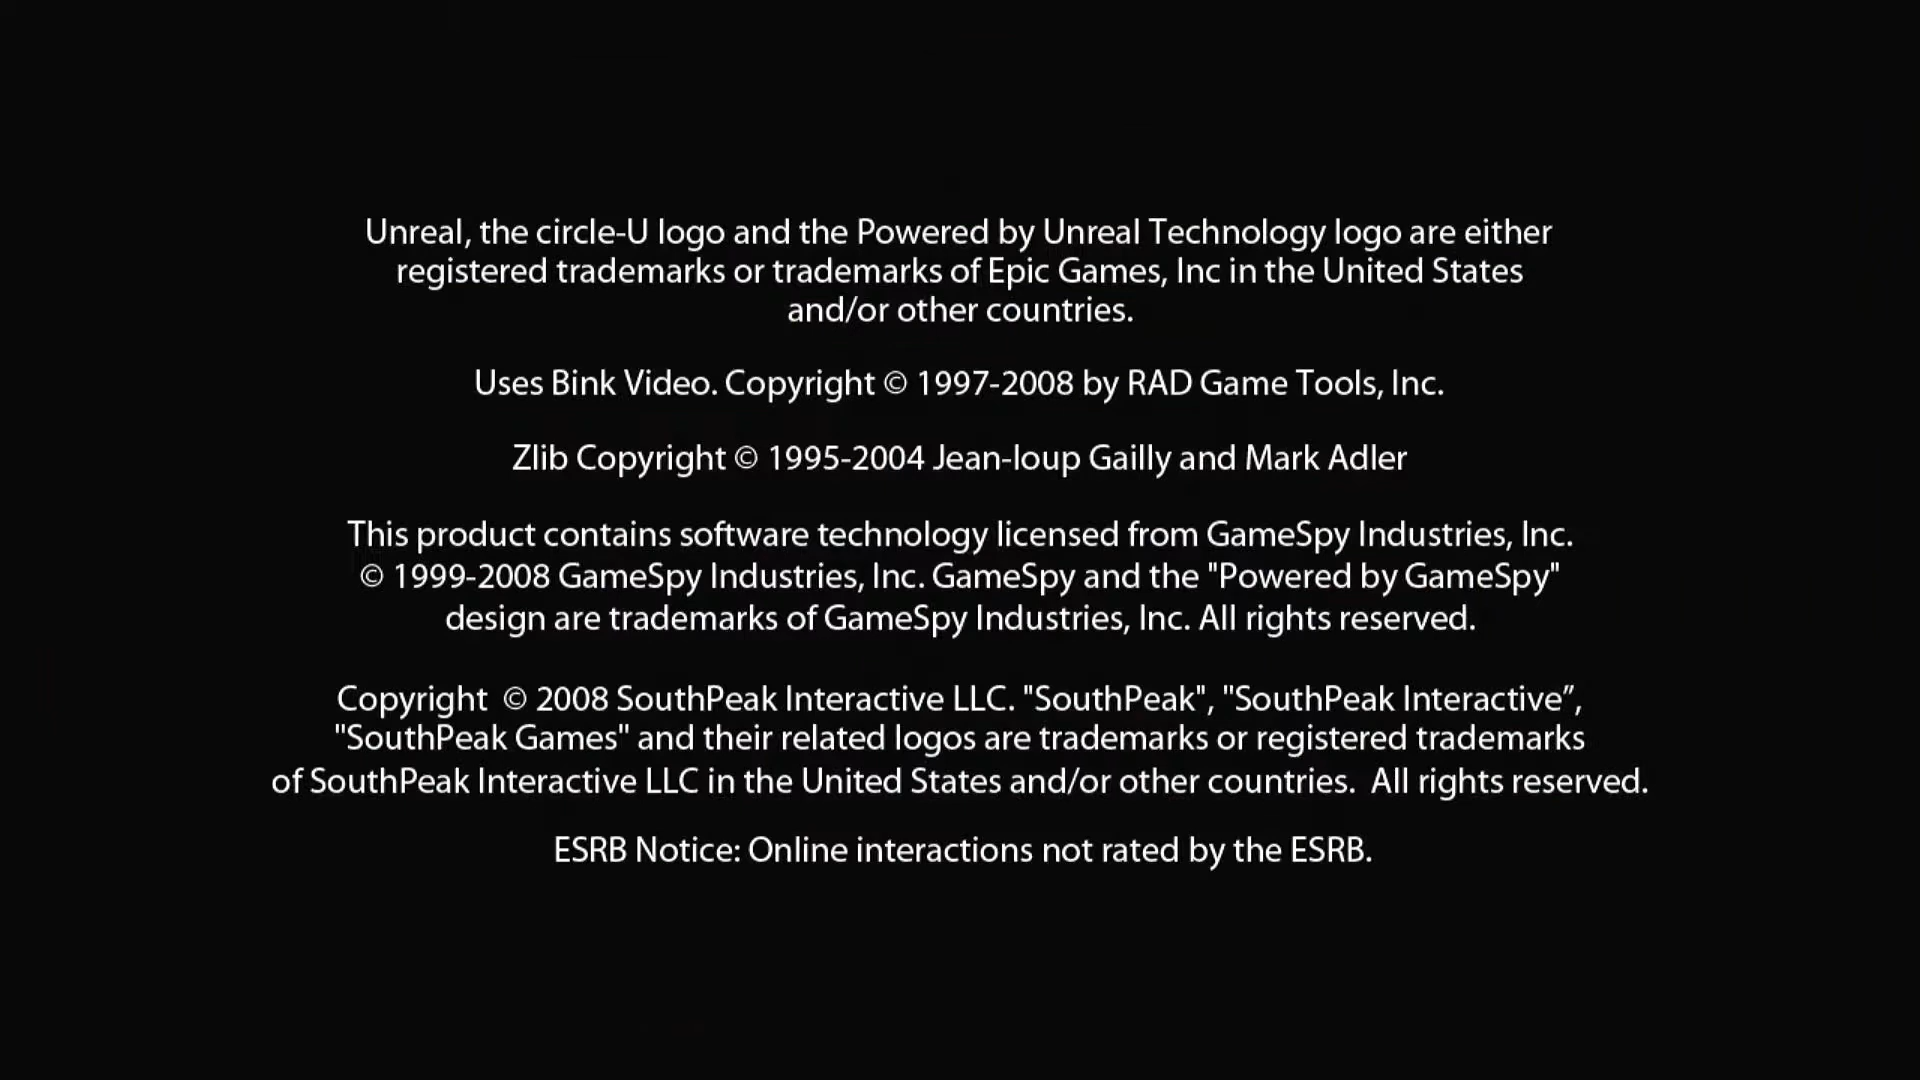 Unreal, the circle-U logo and the Powered by Unreal Technology logo are either
registered trademarks or trademarks of Epic Games, Inc in the United States
and/or other countries.
Uses Bink Video. Copyright © 1997-2008 by RAD Game Tools, Inc.
Zlib Copyright © 1995-2004 Jean-loup Gailly and Mark Adler
This product contains software technology licensed from GameSpy Industries, Inc.
© 1999-2008 GameSpy Industries, Inc. GameSpy and the "Powered by GameSpy"
design are trademarks of GameSpy Industries, Inc. All rights reserved.
Copyright  © 2008 SouthPeak Interactive LLC. "SouthPeak", "SouthPeak Interactive”,
"SouthPeak Games" and their related logos are trademarks or registered trademarks
of SouthPeak Interactive LLC in the United States and/or other countries.  All rights reserved.
ESRB Notice: Online interactions not rated by the ESRB.